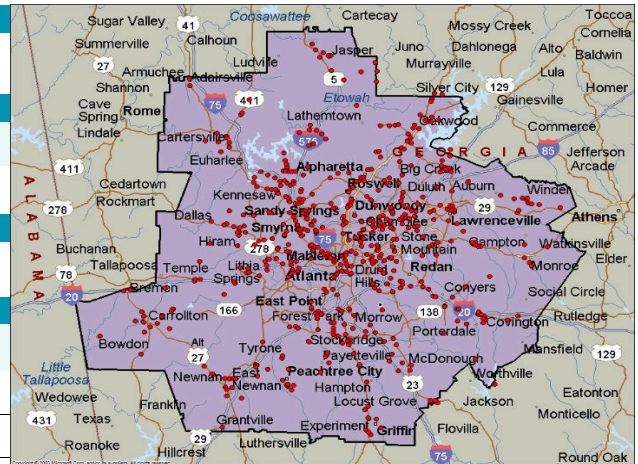 Sugar Valley
41
Coosawattee
Cartecay
Toccoa
Mossy Creek
Cornelia
Summerville
Calhoun
Jasper
Juno
Dahlonega
Alto
Baldwin
27
Ludville
Murrayville
Armuchee
Adairsville
5
Lula
Shannon
Silver City
129
Homer
75
411
Etowah
Gainesville
Cave
Spring
Rome
Lathemtown
Oakwood
Commerce
Lindale
Cartersville
575
GEORGIA
85
Jefferson
Euharlee
Arcade
411
Alpharetta
Big Creek
Cedartown
Roswell
Duluth
Auburn
Winder
ALABAMA
Kennesaw
Rockmart
Dunwoody
29
278
Dallas
Sandy Springs
Chamblee
Lawrenceville
Athens
Smyrna
75
Tucker
Stone
Mountain
Campton
Watkinsville
Buchanan
Hiram
278
Mableton
Elder
78
Tallapoosa
Temple
Lithia
Springs
Druid
Hills
Redan
Monroe
Bremen
Atlanta
Conyers
Social Circle
20
East Point
166
138
20
Rutledge
Carrollton
Forest Park
Morrow
Covington
Porterdale
Bowdon
Alt
27
Tyrone
Stockbridge
Mansfield
129
Fayetteville
McDonough
Little
Tallapoosa
Newnan
East
Newnan
Peachtree City
23
Worthville
Wedowee
Hampton
Eatonton
Franklin
Locust Grove
Jackson
431
Texas
Grantville
Monticello
Experiment
Griffin
Roanoke
29
Flovilla
Hillcrest
Luthersville
75
Round Oak